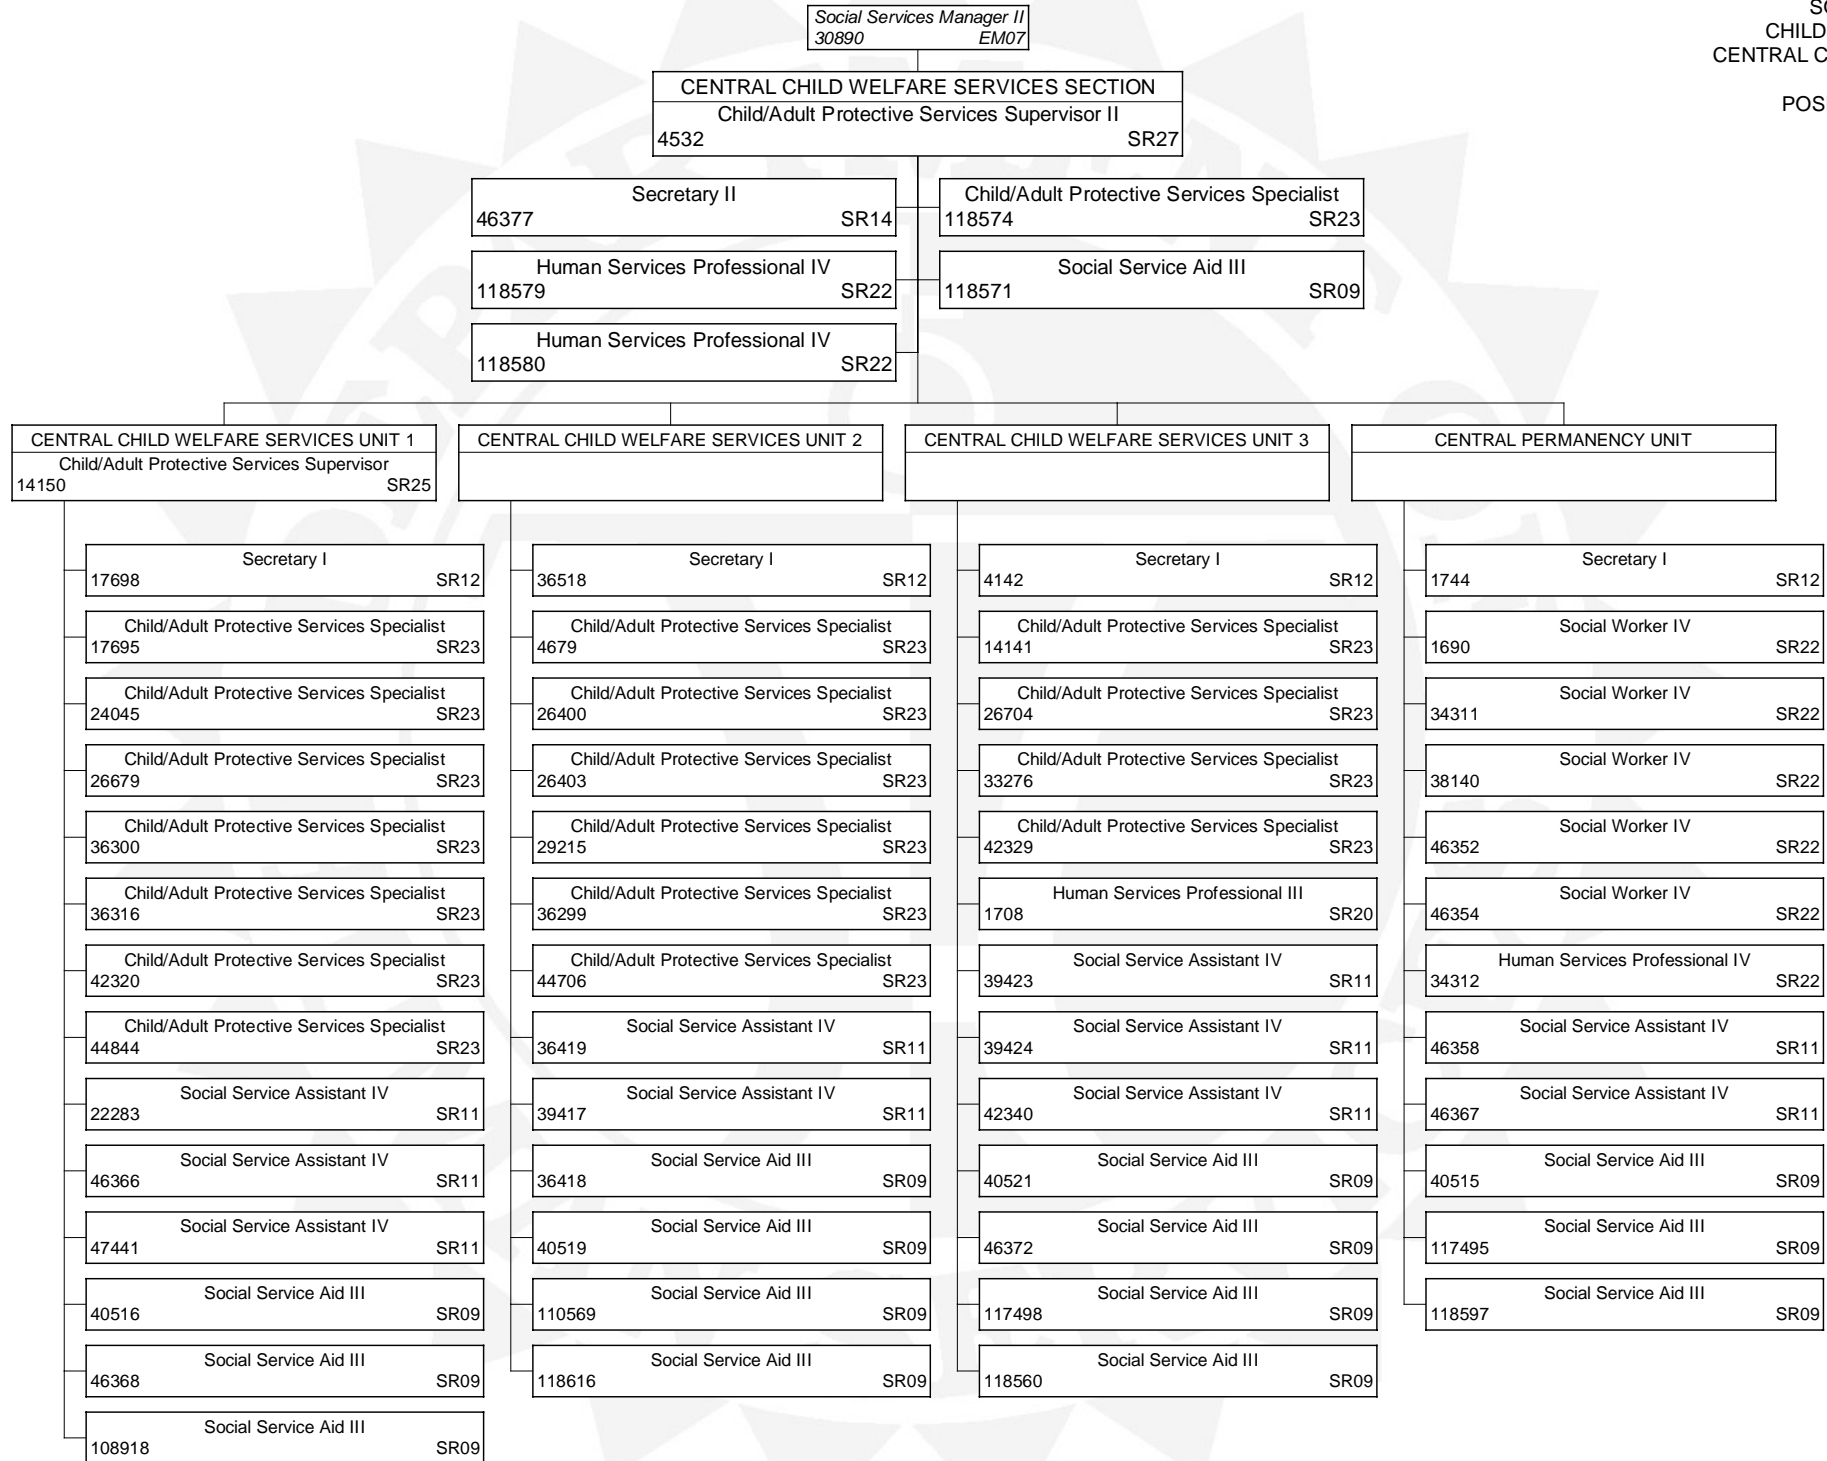 Social Services Manager II
30890 EM07
SO
CHILD
CENTRAL C
POSI
CENTRAL CHILD WELFARE SERVICES SECTION
Child/Adult Protective Services Supervisor II
4532 SR27
Secretary II
46377 SR14
Child/Adult Protective Services Specialist
118574 SR23
Human Services Professional IV
118579 SR22
Social Service Aid III
118571 SR09
Human Services Professional IV
118580 SR22
CENTRAL CHILD WELFARE SERVICES UNIT 1
Child/Adult Protective Services Supervisor
14150 SR25
Secretary I
17698 SR12
Child/Adult Protective Services Specialist
17695 SR23
Child/Adult Protective Services Specialist
24045 SR23
Child/Adult Protective Services Specialist
26679 SR23
Child/Adult Protective Services Specialist
36300 SR23
Child/Adult Protective Services Specialist
36316 SR23
Child/Adult Protective Services Specialist
42320 SR23
Child/Adult Protective Services Specialist
44844 SR23
Social Service Assistant IV
22283 SR11
Social Service Assistant IV
46366 SR11
Social Service Assistant IV
47441 SR11
Social Service Aid III
40516 SR09
Social Service Aid III
46368 SR09
Social Service Aid III
108918 SR09
CENTRAL CHILD WELFARE SERVICES UNIT 2
Secretary I
36518 SR12
Child/Adult Protective Services Specialist
4679 SR23
Child/Adult Protective Services Specialist
26400 SR23
Child/Adult Protective Services Specialist
26403 SR23
Child/Adult Protective Services Specialist
29215 SR23
Child/Adult Protective Services Specialist
36299 SR23
Child/Adult Protective Services Specialist
44706 SR23
Social Service Assistant IV
36419 SR11
Social Service Assistant IV
39417 SR11
Social Service Aid III
36418 SR09
Social Service Aid III
40519 SR09
Social Service Aid III
110569 SR09
Social Service Aid III
118616 SR09
CENTRAL CHILD WELFARE SERVICES UNIT 3
Secretary I
4142 SR12
Child/Adult Protective Services Specialist
14141 SR23
Child/Adult Protective Services Specialist
26704 SR23
Child/Adult Protective Services Specialist
33276 SR23
Child/Adult Protective Services Specialist
42329 SR23
Human Services Professional III
1708 SR20
Social Service Assistant IV
39423 SR11
Social Service Assistant IV
39424 SR11
Social Service Assistant IV
42340 SR11
Social Service Aid III
40521 SR09
Social Service Aid III
46372 SR09
Social Service Aid III
117498 SR09
Social Service Aid III
118560 SR09
CENTRAL PERMANENCY UNIT
Secretary I
1744 SR12
Social Worker IV
1690 SR22
Social Worker IV
34311 SR22
Social Worker IV
38140 SR22
Social Worker IV
46352 SR22
Social Worker IV
46354 SR22
Human Services Professional IV
34312 SR22
Social Service Assistant IV
46358 SR11
Social Service Assistant IV
46367 SR11
Social Service Aid III
40515 SR09
Social Service Aid III
117495 SR09
Social Service Aid III
118597 SR09